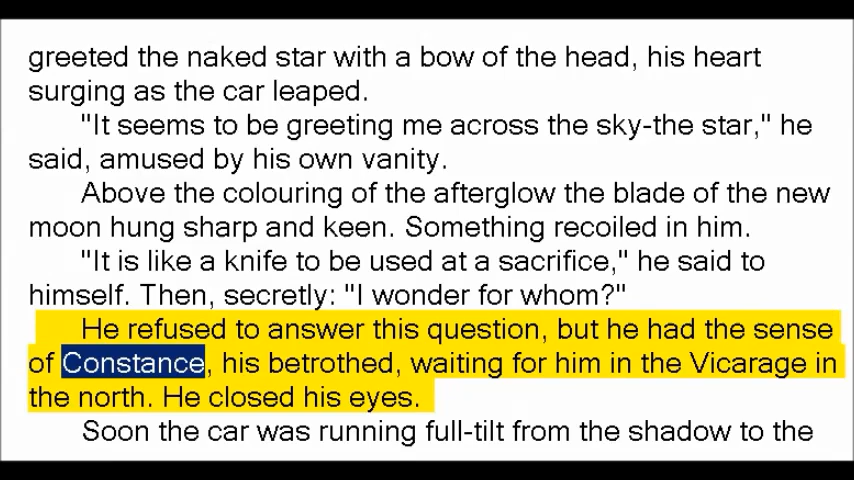 greeted the naked star with a bow of the head, his heart
surging as the car leaped.
"It seems to be greeting me across the sky-the star," he
said, amused by his own vanity.
Above the colouring of the afterglow the blade of the new
moon hung sharp and keen. Something recoiled in him.
"It is like a knife to be used at a sacrifice," he said to
himself. Then, secretly: "I wonder for whom?"
He refused to answer this question, but he had the sense
of Constance, his betrothed, waiting for him in the Vicarage in
the north. He closed his eyes.
Soon the car was running full-tilt from the shadow to the